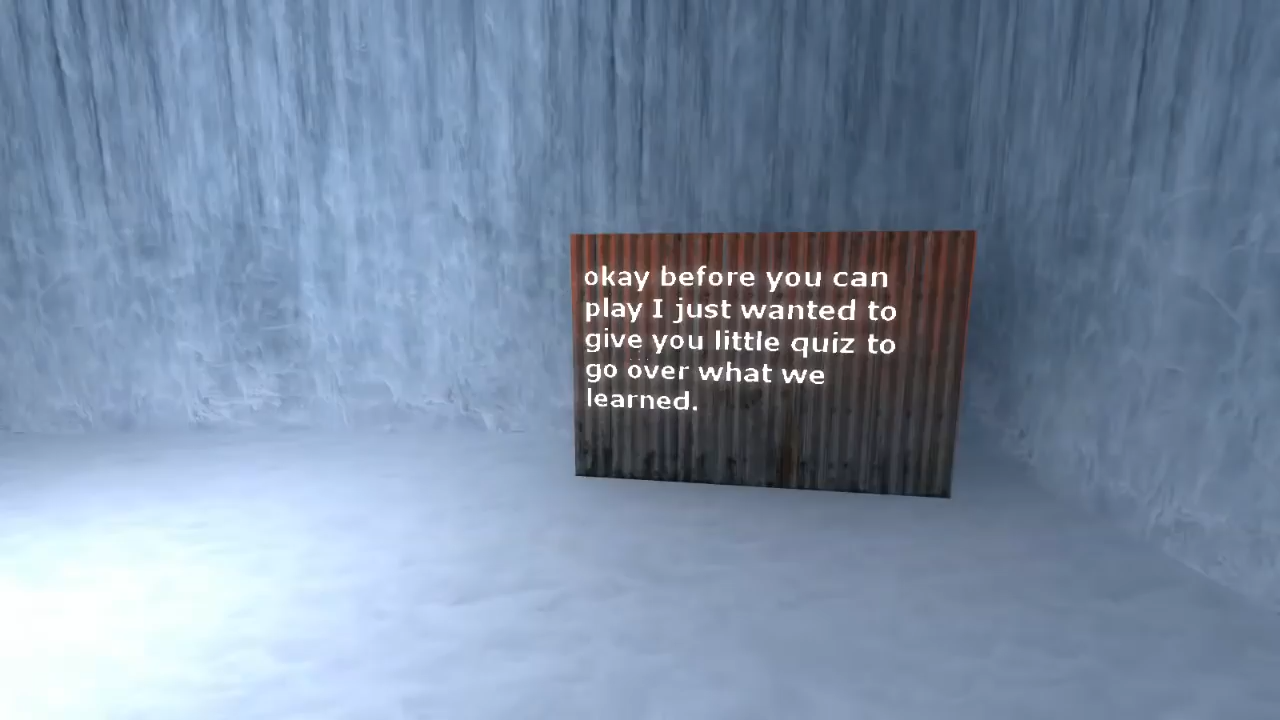 okay before you can
play I just wanted to
give you little quiz to
go over what we
learned.